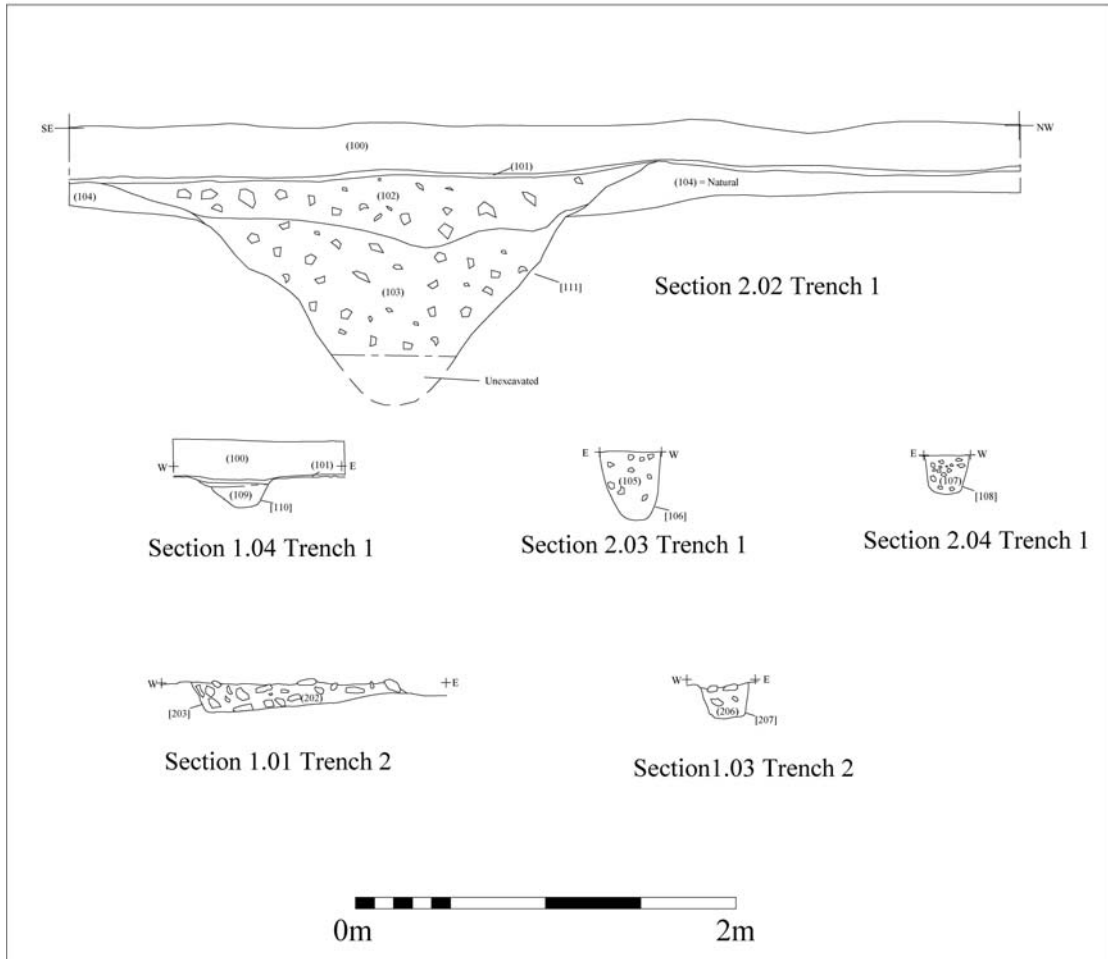 SE
NW
(100)
(101)
(102)
(104)
(104) = Natural
(103)
[111]
Section 2.02 Trench 1
Unexcavated
W
(100)
(101)
E
(109)
[110]
Section 1.04 Trench 1
E
W
(105)
[106]
Section 2.03 Trench 1
E
W
(107)
[108]
Section 2.04 Trench 1
W
E
(202)
[203]
Section 1.01 Trench 2
W
E
(206)
[207]
Section1.03 Trench 2
0m
2m